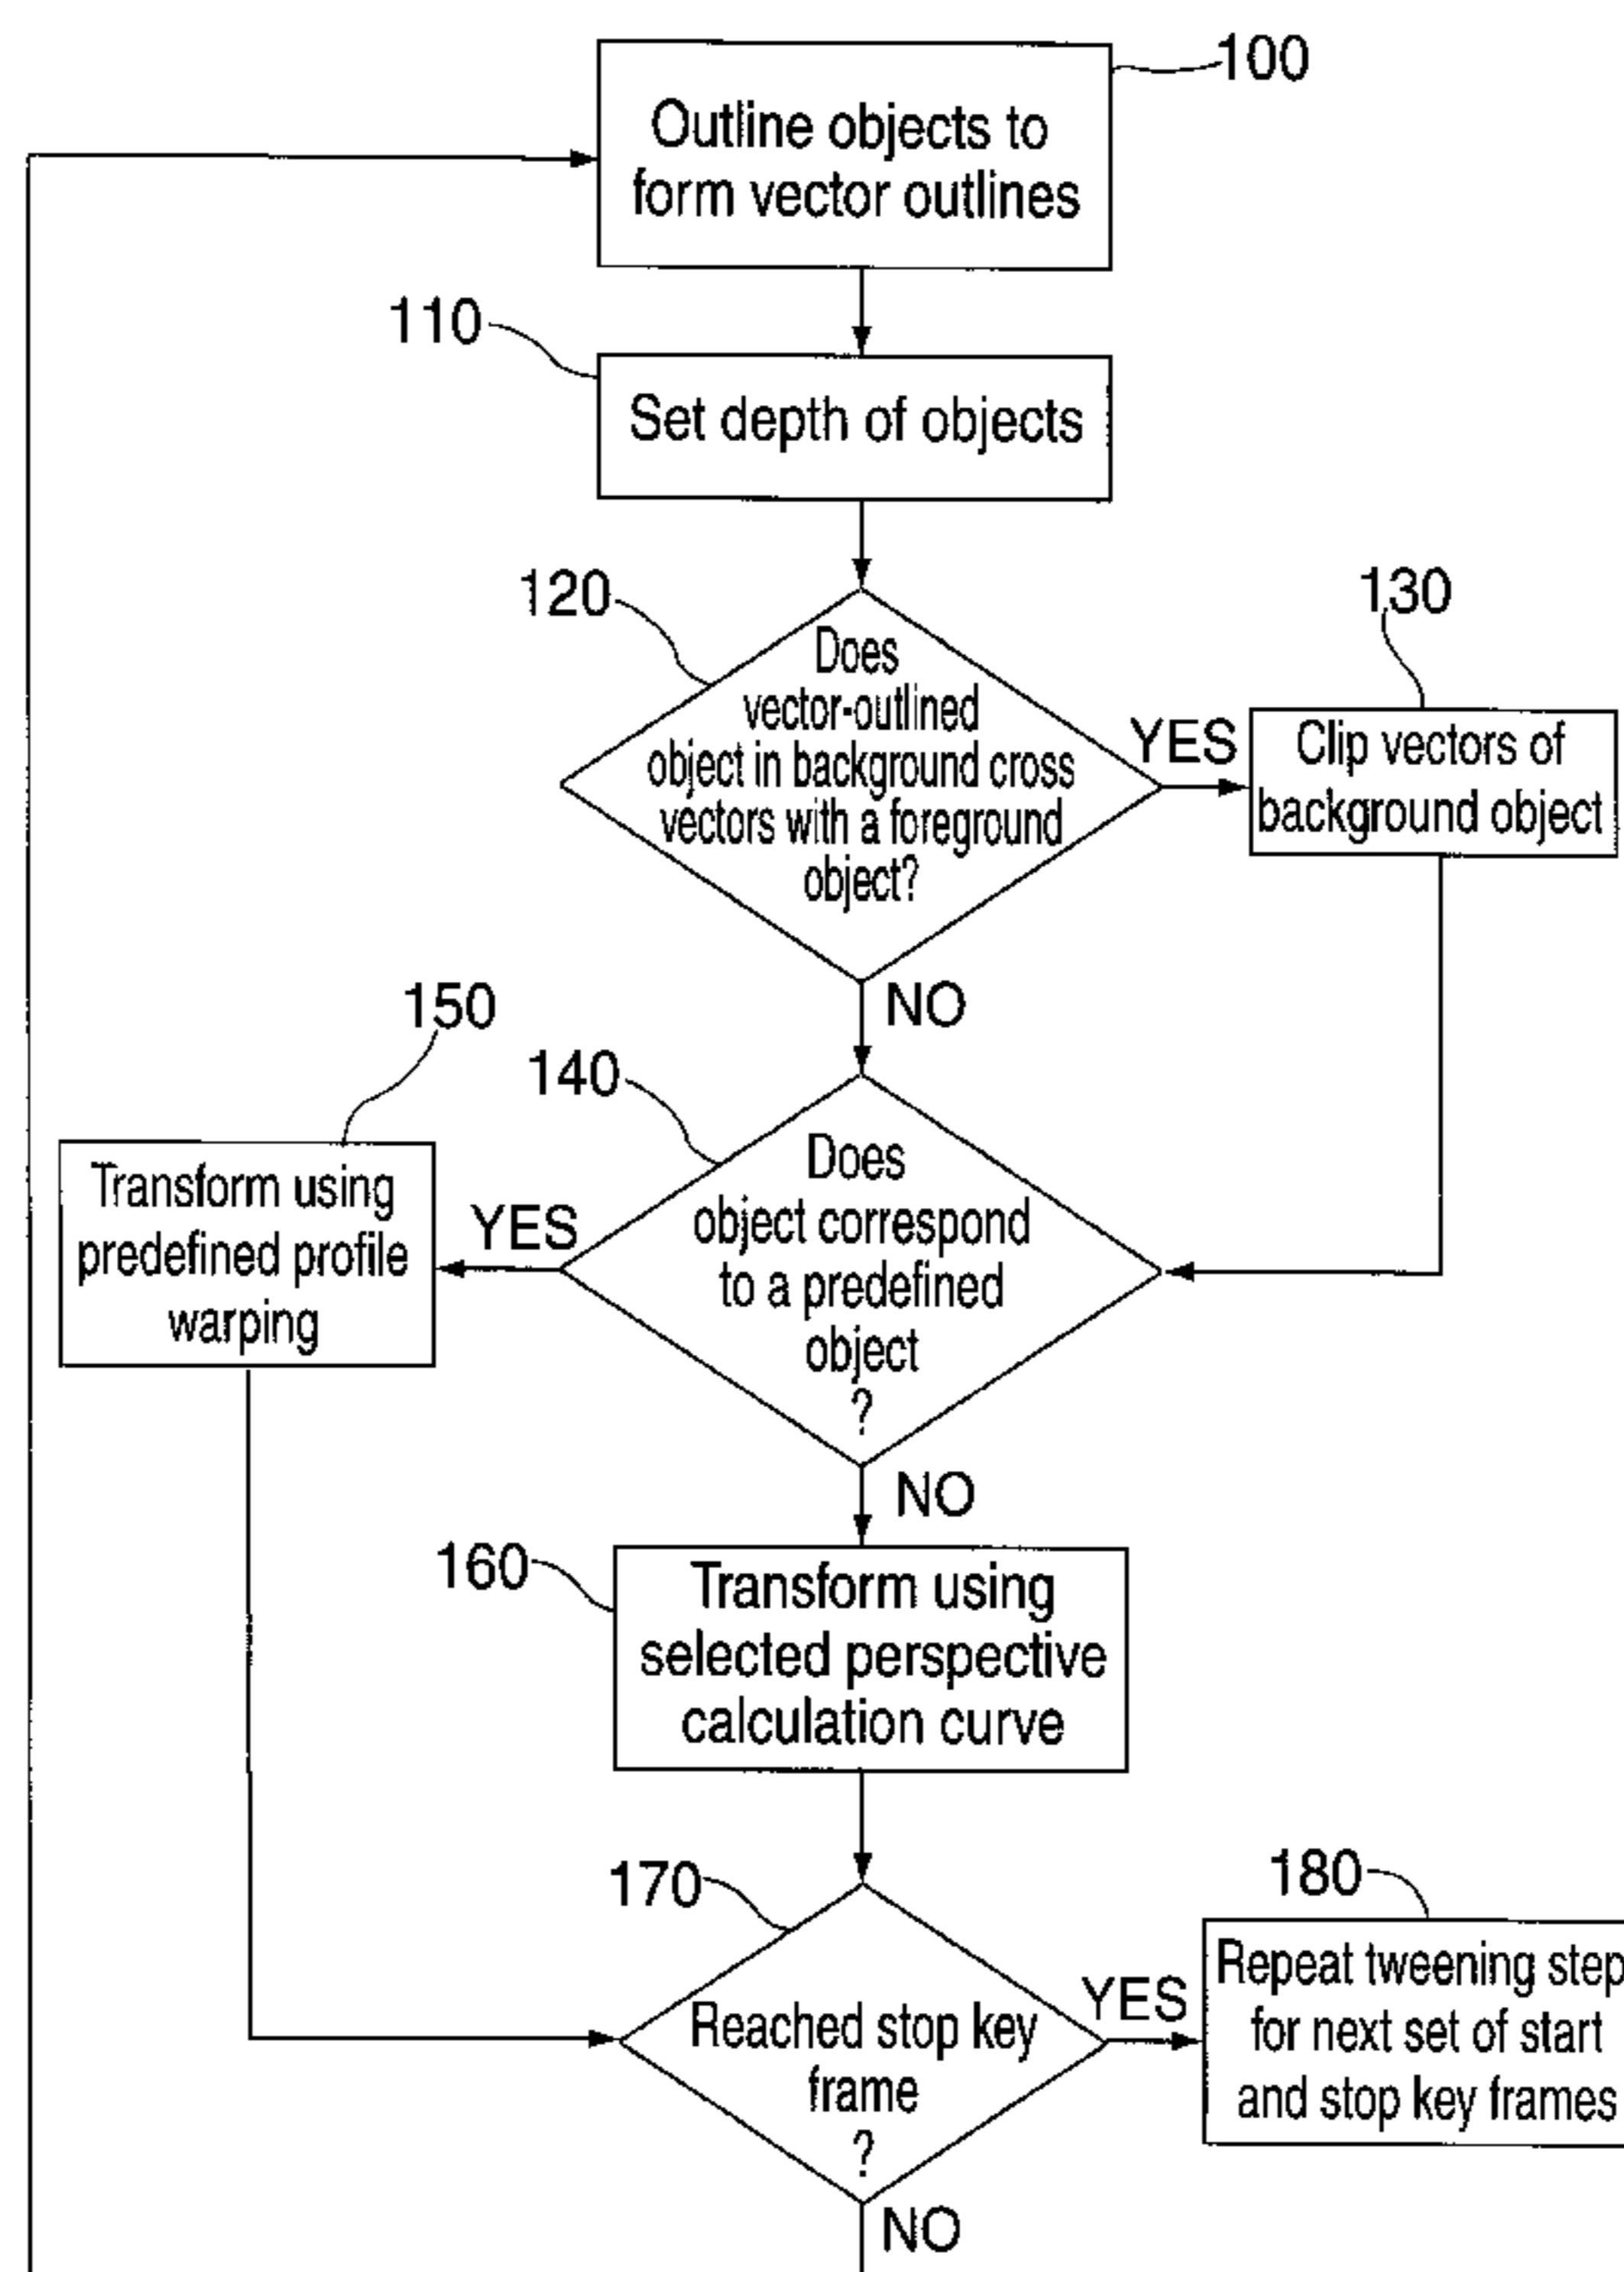 100
Outline objects to
form vector outlines
110
Set depth of objects
120
Does
vector-outlined
object in background cross
vectors with a foreground
object?
YES
130
Clip vectors of
background object
NO
150
140
Transform using
predefined profile
warping
YES
Does
object correspond
to a predefined
object
?
NO
160
Transform using
selected perspective
calculation curve
170
Reached stop key
frame
?
YES
180
Repeat tweening step
for next set of start
and stop key frames
NO